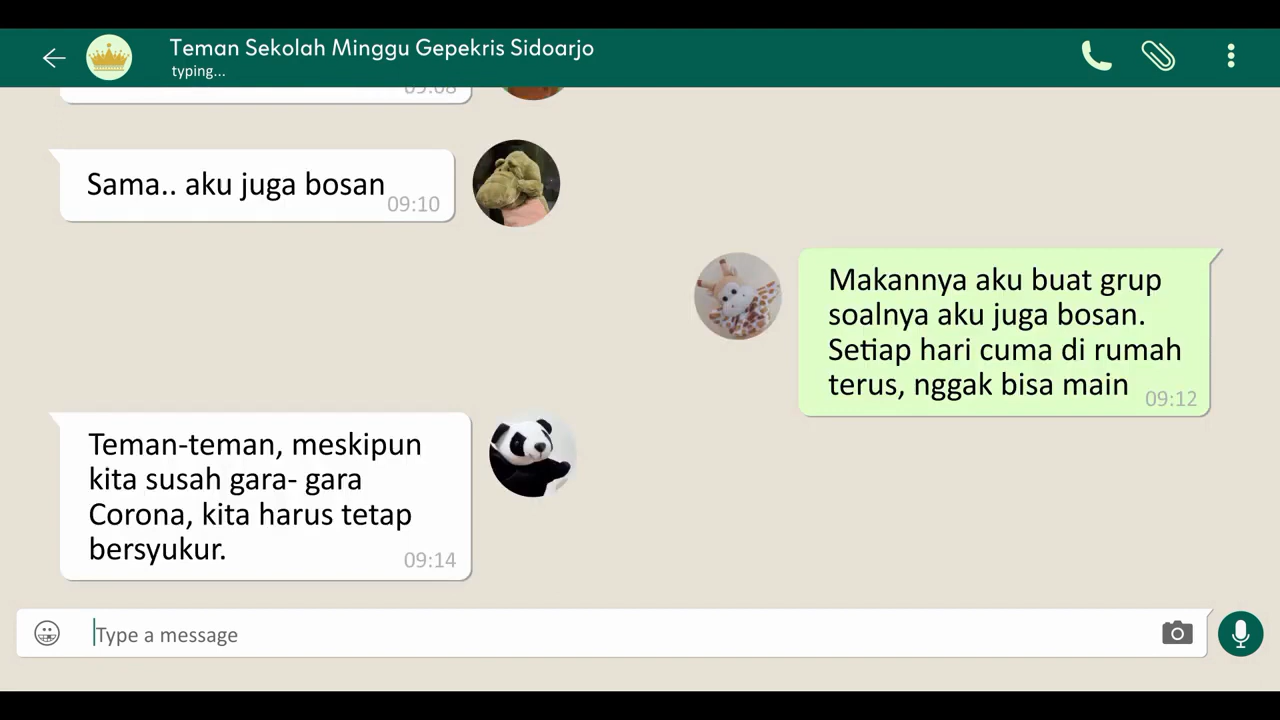 Teman Sekolah Minggu Gepekris Sidoarjo
typing...
09:08
Sama.. aku juga bosan
09:10
Makannya aku buat grup
soalnya aku juga bosan.
Setiap hari cuma di rumah
terus, nggak bisa main
09:12
Teman-teman, meskipun
kita susah gara- gara
Corona, kita harus tetap
bersyukur.
09:14
Type a message